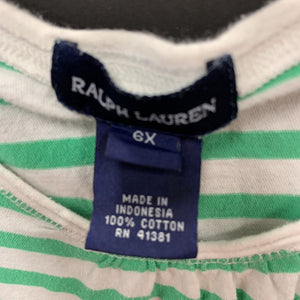 RALPH LAUREN
6X
MADE IN
INDONESIA
100% COTTON
RN 41381